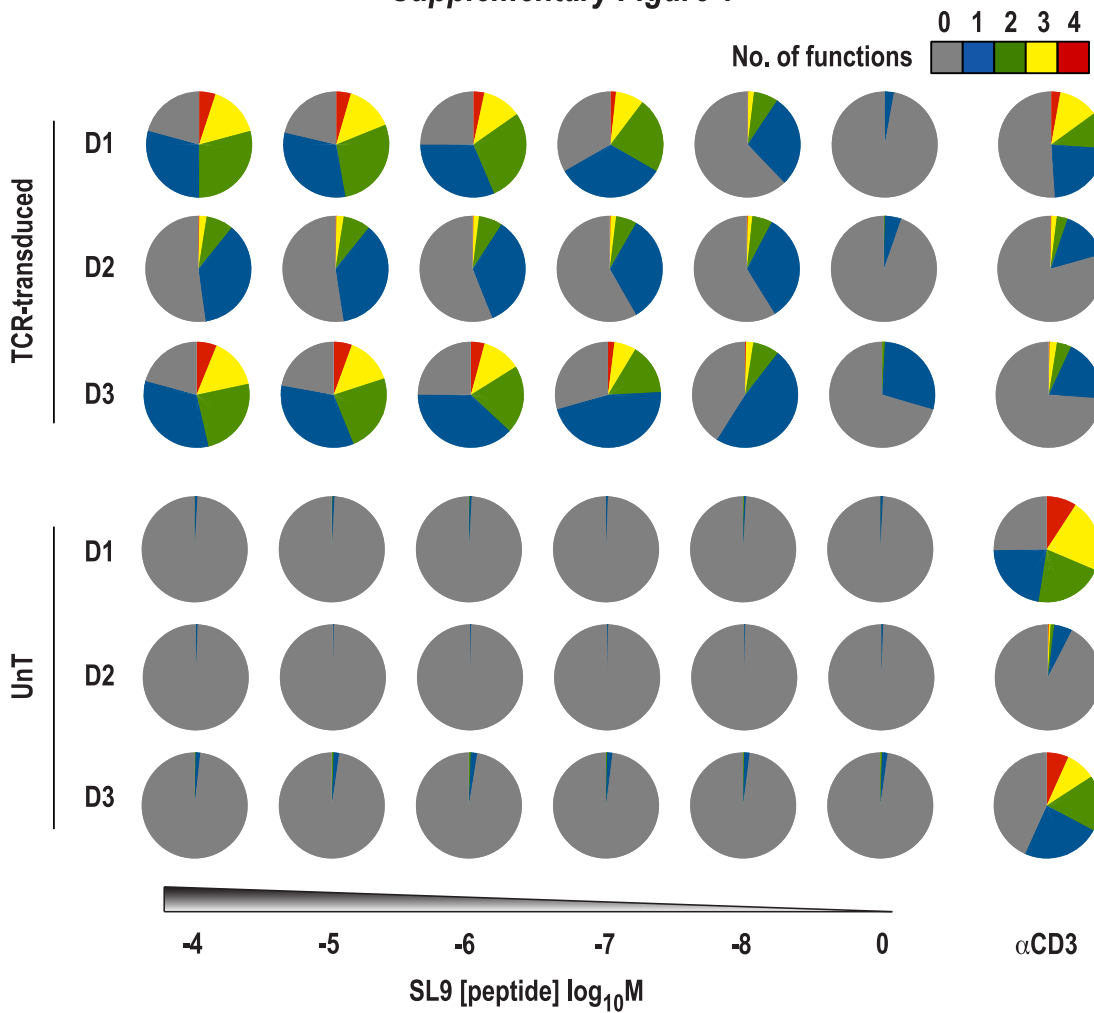 0 1 2 3 4
No. of functions
TCR-transduced
D1
D2
D3
UnT
D1
D2
D3
-4 -5 -6 -7 -8 0 αCD3
SL9 [peptide] log10M